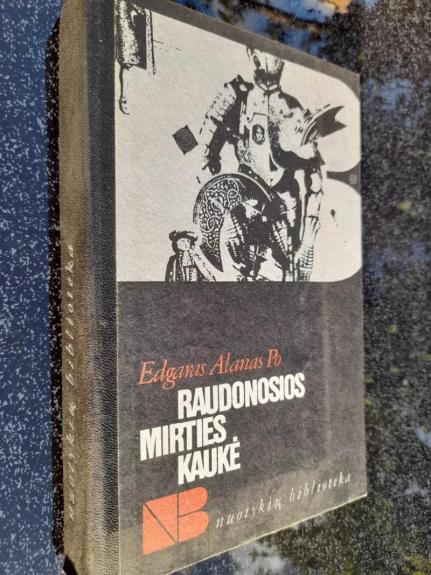 Edgaras Alanas Po
RAUDONOSIOS
MIRTIES
KAUKĖ
NB
nuotykių biblioteka
nuotykių biblioteka